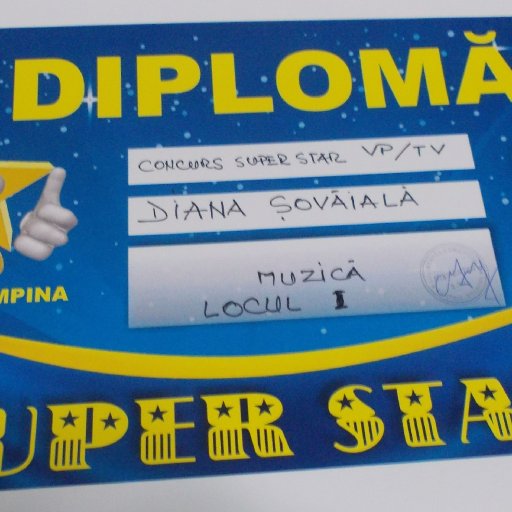 DIPLOMĂ
CONCURS SUPER STAR VP/TV
DIANA ȘOVĂIALĂ
MPINA
MUZICĂ
LOCUL I
UPER STA